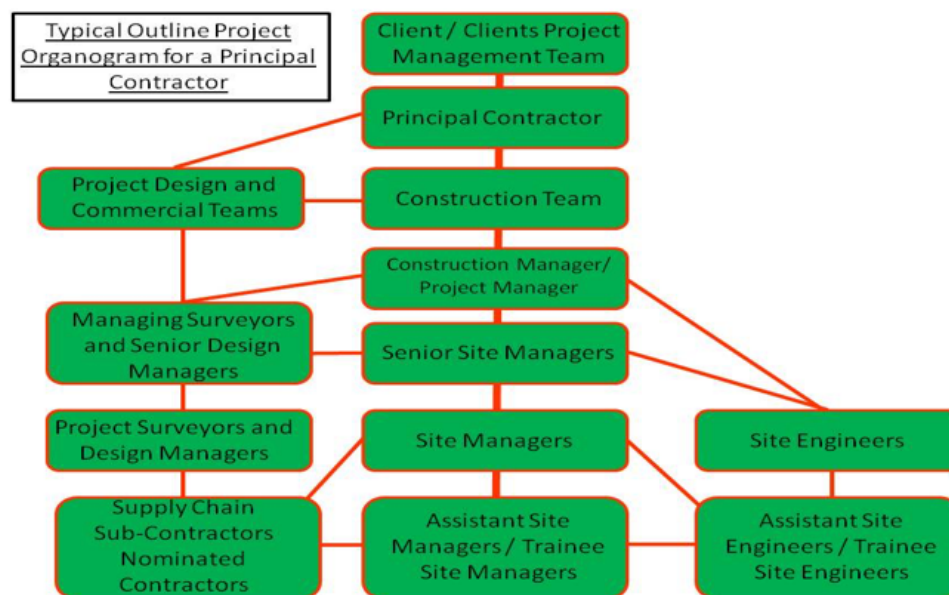 Typical Outline Project
Organogram for a Principal
Contractor
Client / Clients Project
Management Team
Principal Contractor
Project Design and
Commercial Teams
Construction Team
Construction Manager/
Project Manager
Managing Surveyors
and Senior Design
Managers
Senior Site Managers
Project Surveyors and
Design Managers
Site Managers
Site Engineers
Supply Chain
Sub-Contractors
Nominated
Contractors
Assistant Site
Managers / Trainee
Site Managers
Assistant Site
Engineers / Trainee
Site Engineers